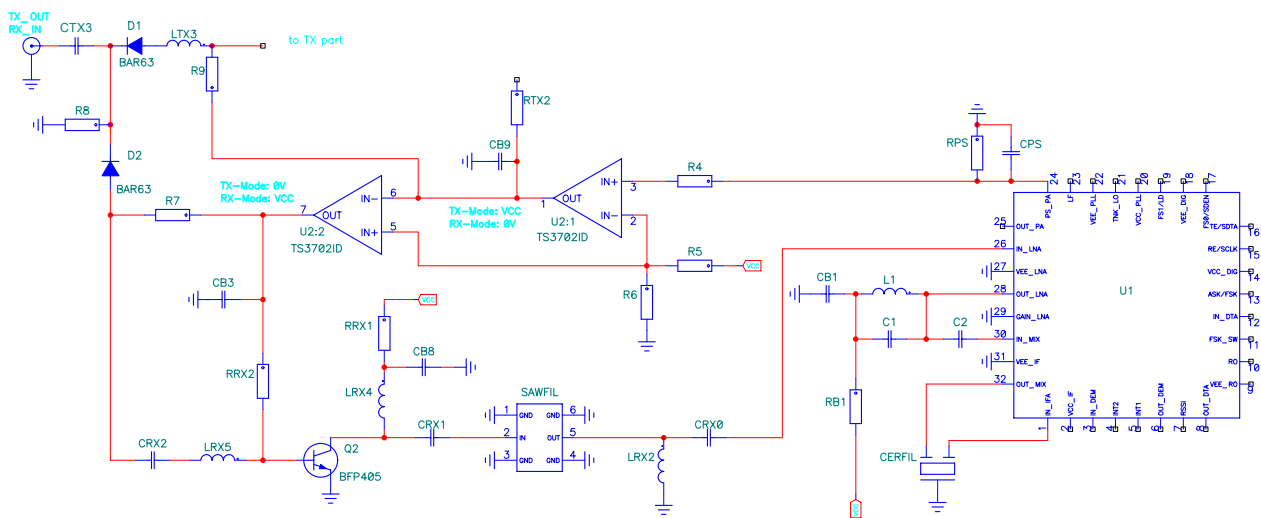 TX_OUT
RX_IN
CTX3
D1
BAR63
LTX3
to TX part
R9
R8
D2
BAR63
RTX2
CB9
TX-Mode: 0V
RX-Mode: VCC
R7
7
OUT
IN-
6
IN+
5
U2:2
TS3702ID
TX-Mode: VCC
RX-Mode: 0V
1
OUT
IN+
3
IN-
2
U2:1
TS3702ID
R4
R5
VCC
R6
RPS
CPS
CB3
RRX2
VCC
RRX1
CB8
LRX4
CRX2
LRX5
Q2
BFP405
CRX1
SAWFIL
1
GND
GND
6
2
IN
OUT
5
3
GND
GND
4
LRX2
CRX0
CB1
L1
C1
C2
RB1
VCC
CERFIL
U1
24
23
22
21
20
19
18
17
PS_PA
LF
VEE_PLL
TNK_LO
VCC_PLL
FS1/LD
VEE_DIG
FS0/SDEN
25
OUT_PA
26
IN_LNA
27
VEE_LNA
28
OUT_LNA
29
GAIN_LNA
30
IN_MIX
31
VEE_IF
32
OUT_MIX
TE/SDTA
16
RE/SCLK
15
VCC_DIG
14
ASK/FSK
13
IN_DTA
12
FSK_SW
11
RO
10
VEE_RO
9
IN_IFA
VCC_IF
IN_DEM
INT2
INT1
OUT_DEM
RSSI
OUT_DTA
1
2
3
4
5
6
7
8